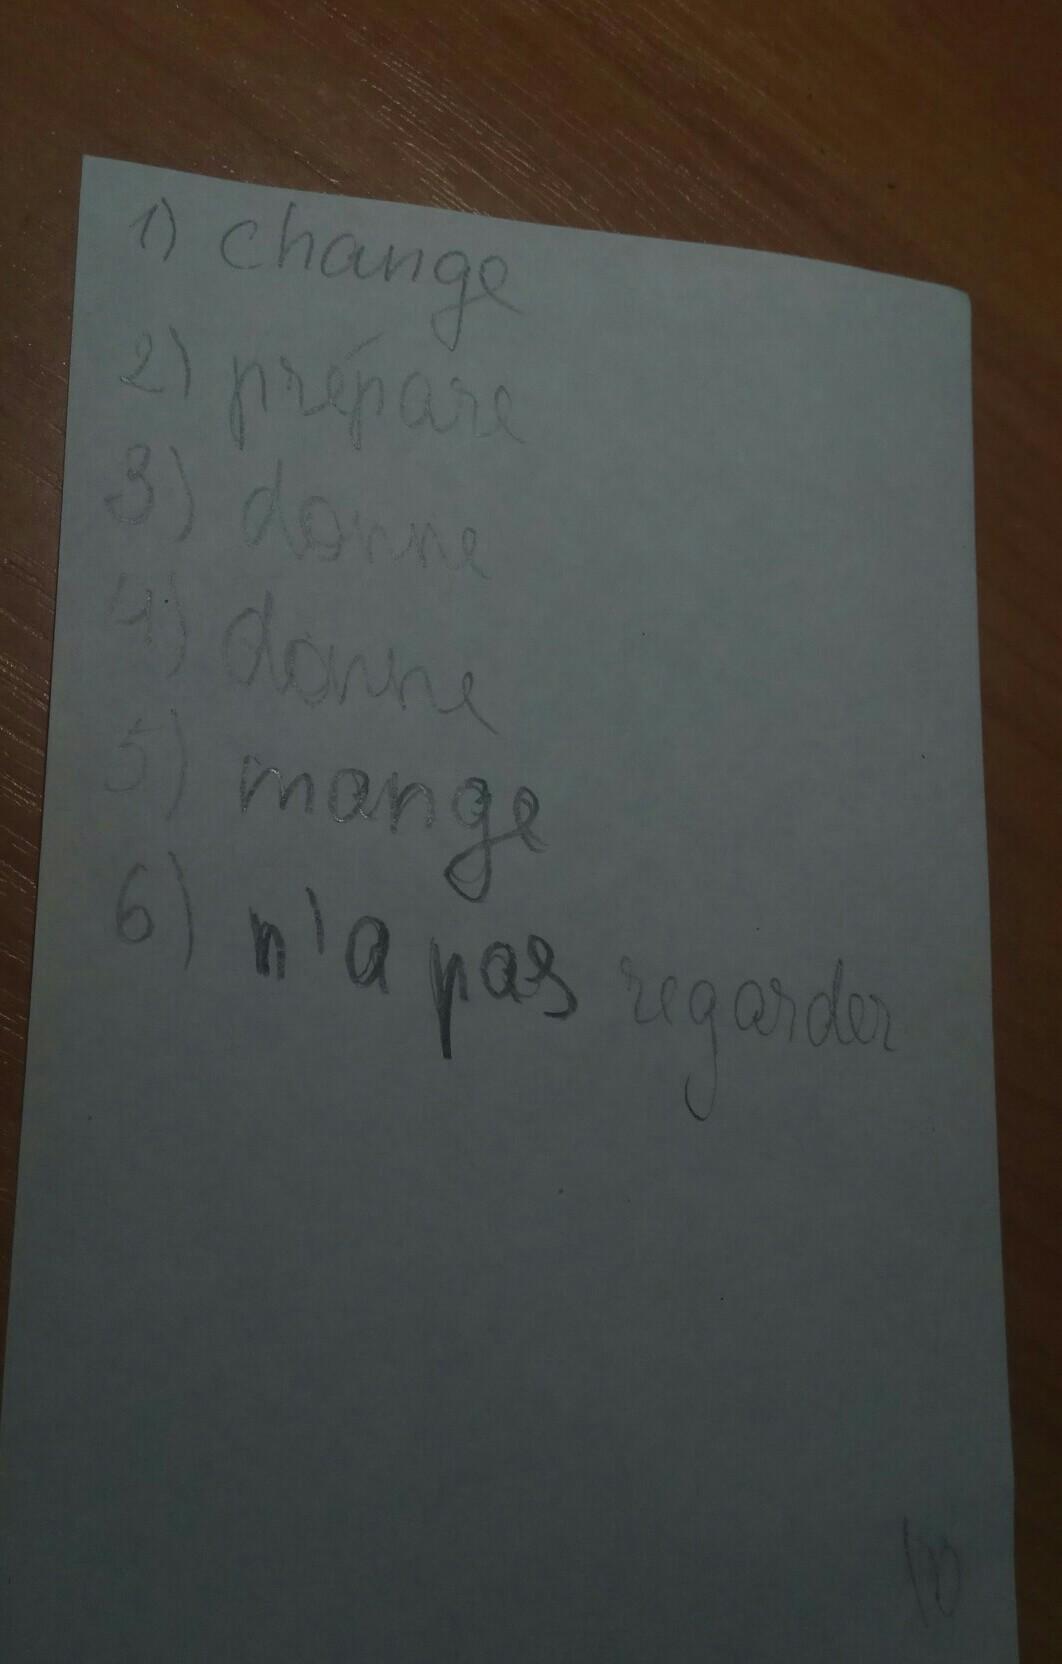 1) change
2) prépare
3) donne
4) donne
5) mange
6) n'a pas regarder